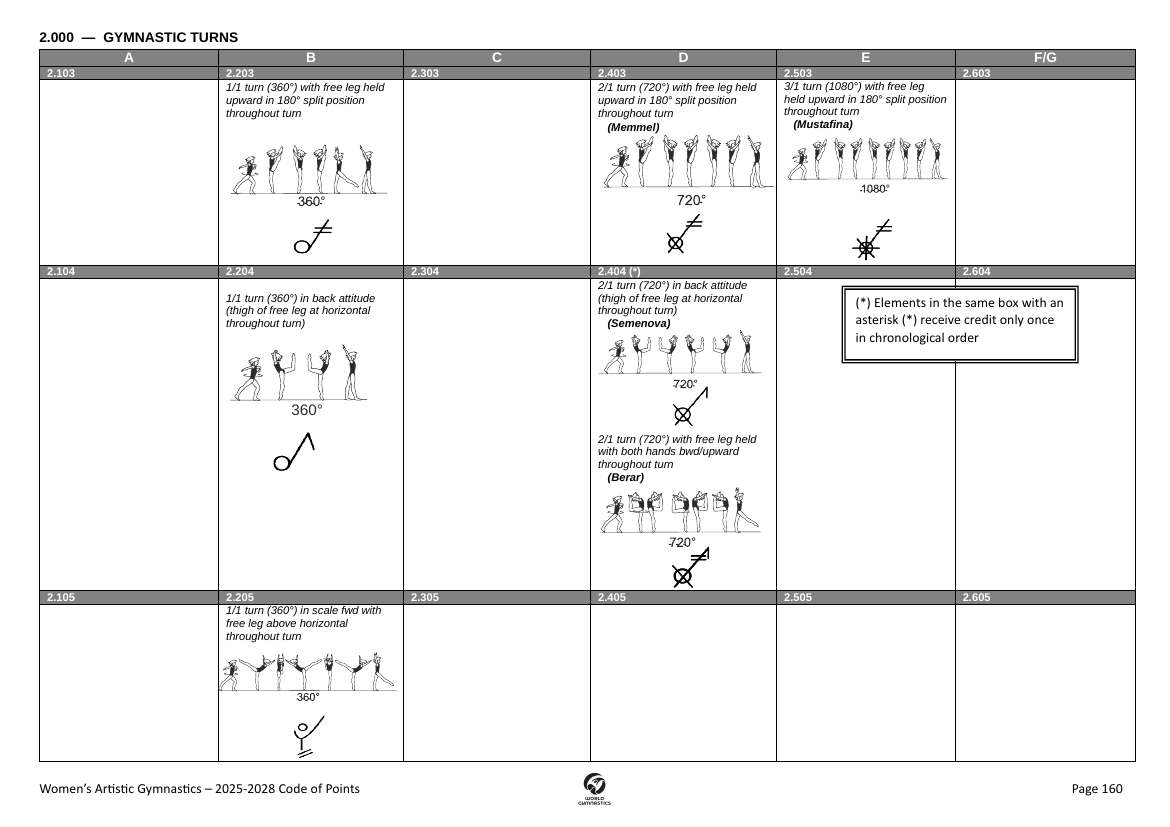 2.000 — GYMNASTIC TURNS
A B C D E F/G
2.103 2.203 2.303 2.403 2.503 2.603
1/1 turn (360°) with free leg held
upward in 180° split position
throughout turn
360°
2/1 turn (720°) with free leg held
upward in 180° split position
throughout turn
(Memmel)
720°
3/1 turn (1080°) with free leg
held upward in 180° split position
throughout turn
(Mustafina)
1080°
2.104 2.204 2.304 2.404 (*) 2.504 2.604
1/1 turn (360°) in back attitude
(thigh of free leg at horizontal
throughout turn)
360°
2/1 turn (720°) in back attitude
(thigh of free leg at horizontal
throughout turn)
(Semenova)
720°
2/1 turn (720°) with free leg held
with both hands bwd/upward
throughout turn
(Berar)
720°
(*) Elements in the same box with an
asterisk (*) receive credit only once
in chronological order
2.105 2.205 2.305 2.405 2.505 2.605
1/1 turn (360°) in scale fwd with
free leg above horizontal
throughout turn
360°
Women's Artistic Gymnastics – 2025-2028 Code of Points
WORLD
GYMNASTICS
Page 160